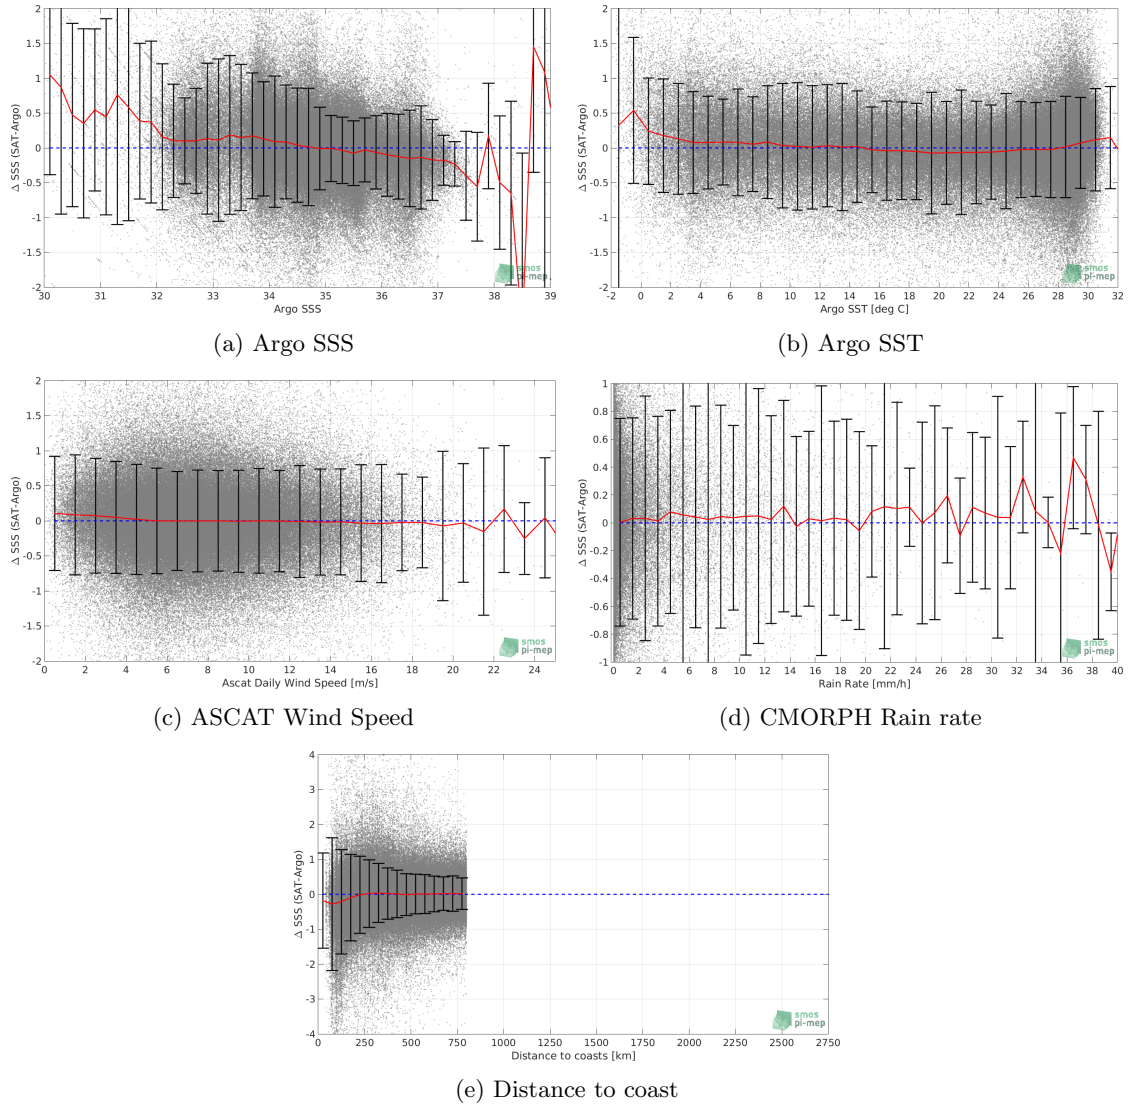 2
1.5
1
0.5
0
-0.5
-1
-1.5
-2
Δ SSS (SAT-Argo)
30 31 32 33 34 35 36 37 38 39
Argo SSS
smos
pi-mep
(a) Argo SSS
2
1.5
1
0.5
0
-0.5
-1
-1.5
-2
Δ SSS (SAT-Argo)
-2 0 2 4 6 8 10 12 14 16 18 20 22 24 26 28 30 32
Argo SST [deg C]
smos
pi-mep
(b) Argo SST
2
1.5
1
0.5
0
-0.5
-1
-1.5
-2
Δ SSS (SAT-Argo)
0 2 4 6 8 10 12 14 16 18 20 22 24
Ascat Daily Wind Speed [m/s]
smos
pi-mep
(c) ASCAT Wind Speed
1
0.8
0.6
0.4
0.2
0
-0.2
-0.4
-0.6
-0.8
-1
Δ SSS (SAT-Argo)
0 2 4 6 8 10 12 14 16 18 20 22 24 26 28 30 32 34 36 38 40
Rain Rate [mm/h]
smos
pi-mep
(d) CMORPH Rain rate
4
3
2
1
0
-1
-2
-3
-4
Δ SSS (SAT-Argo)
0 250 500 750 1000 1250 1500 1750 2000 2250 2500 2750
Distance to coasts [km]
smos
pi-mep
(e) Distance to coast